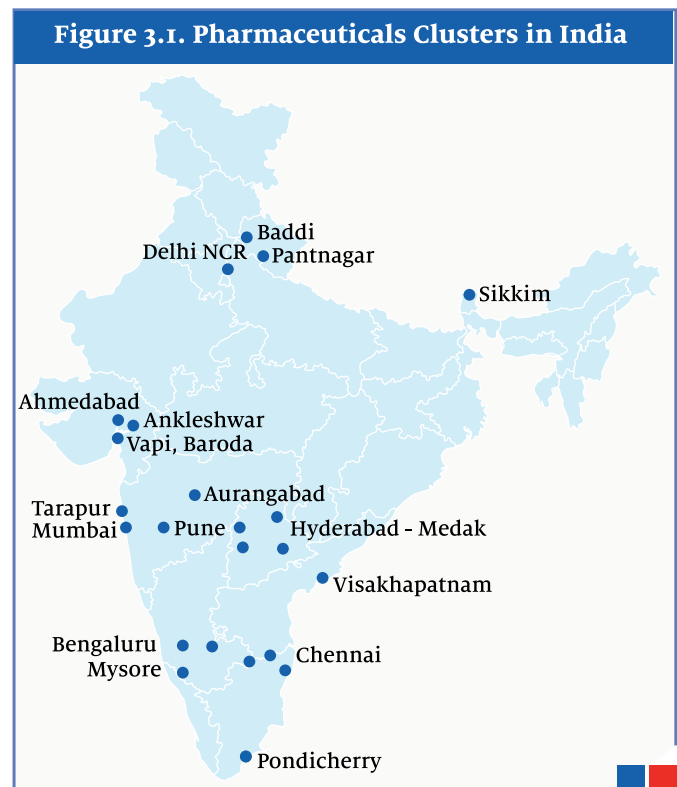 Figure 3.1. Pharmaceuticals Clusters in India
Baddi
Delhi NCR
Pantnagar
Sikkim
Ahmedabad
Ankleshwar
Vapi, Baroda
Aurangabad
Tarapur
Mumbai
Pune
Hyderabad - Medak
Visakhapatnam
Bengaluru
Chennai
Mysore
Pondicherry